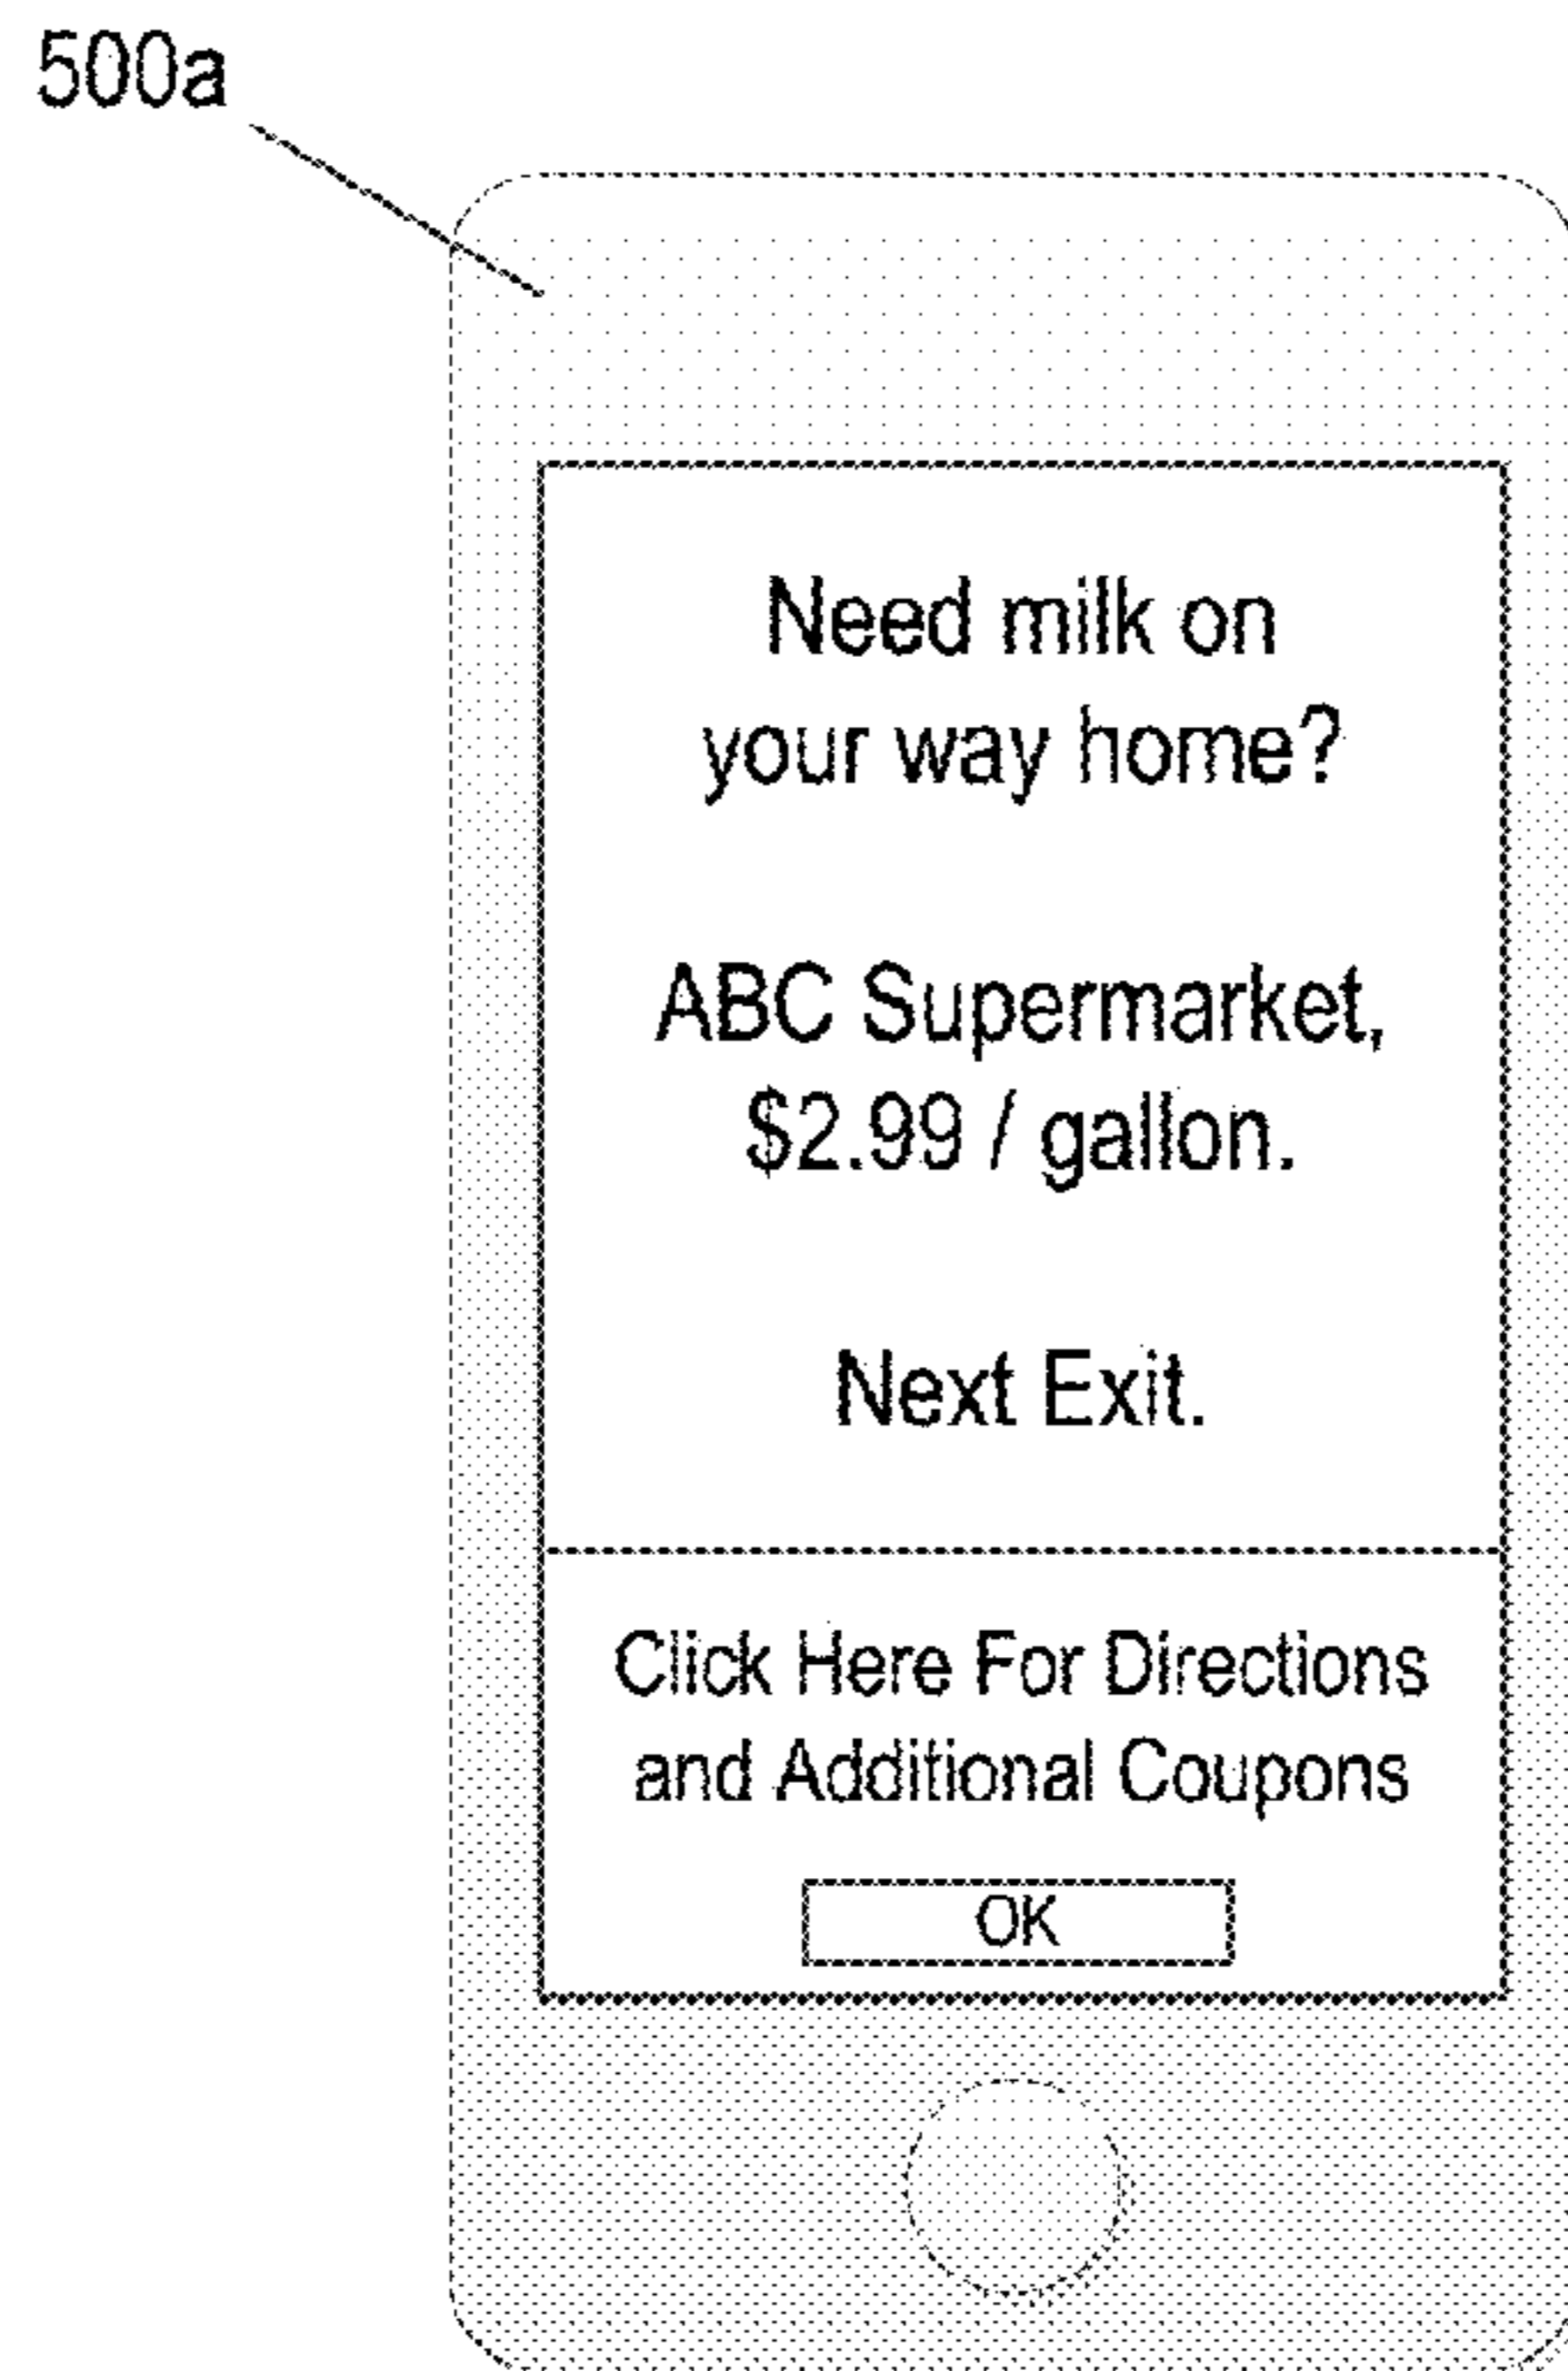 500a
Need milk on
your way home?
ABC Supermarket,
$2.99 / gallon.
Next Exit.
Click Here For Directions
and Additional Coupons
OK